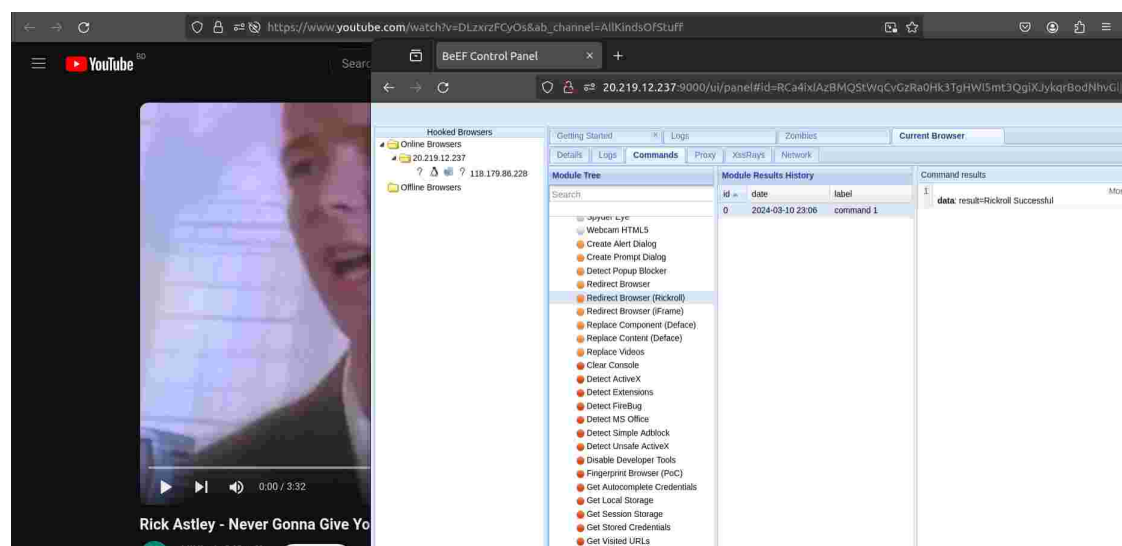 https://www.youtube.com/watch?v=DLzxrzFCyOs&ab_channel=AllKindsOfStuff
YouTube BD
Searc
BeEF Control Panel × +
20.219.12.237:9000/ui/panel#id=
Hooked Browsers
Online Browsers
20.219.12.237
? ? 118.179.86.228
Offline Browsers
Getting Started × Logs Zombies Current Browser
Details Logs Commands Proxy XssRays Network
Module Tree
Search
Spyder Eye
Webcam HTML5
Create Alert Dialog
Create Prompt Dialog
Detect Popup Blocker
Redirect Browser
Redirect Browser (Rickroll)
Redirect Browser (iFrame)
Replace Component (Deface)
Replace Content (Deface)
Replace Videos
Clear Console
Detect ActiveX
Detect Extensions
Detect FireBug
Detect MS Office
Detect Simple Adblock
Detect Unsafe ActiveX
Disable Developer Tools
Fingerprint Browser (PoC)
Get Autocomplete Credentials
Get Local Storage
Get Session Storage
Get Stored Credentials
Get Visited URLs
Module Results History
id date label
0 2024-03-10 23:06 command 1
Command results
1 Mo
data: result=Rickroll Successful
0:00 / 3:32
Rick Astley - Never Gonna Give Yo